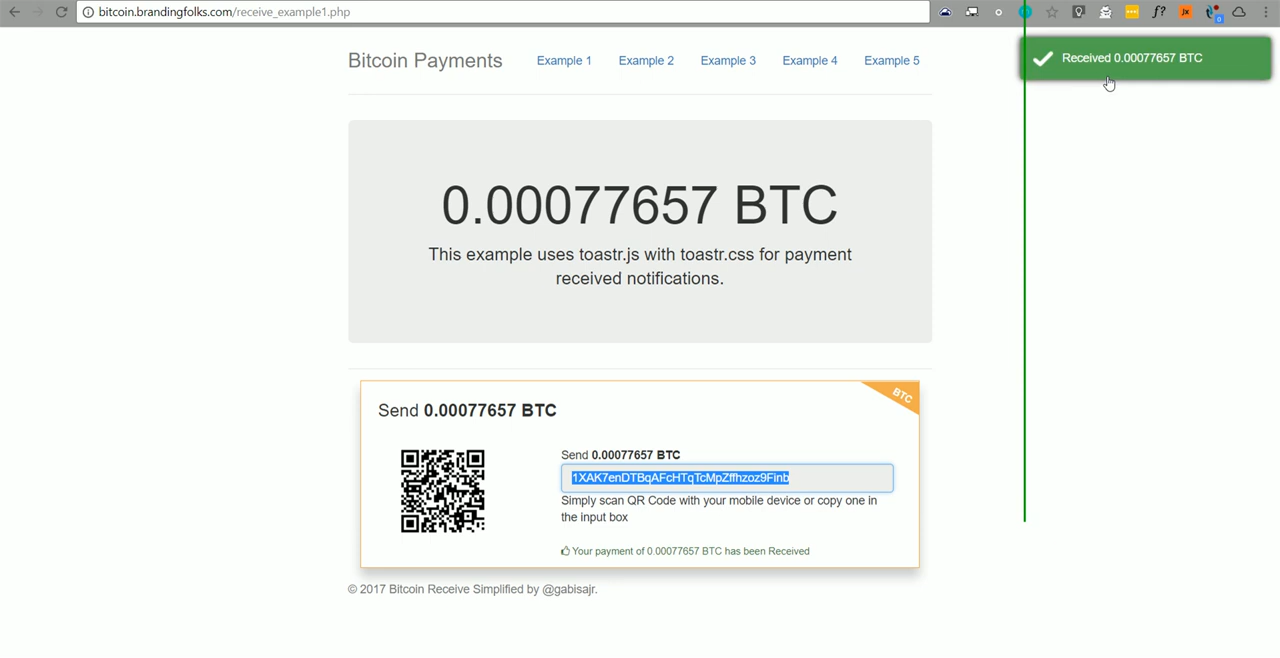 bitcoin.brandingfolks.com/receive_example1.php
f?
JX
0
Bitcoin Payments
Example 1
Example 2
Example 3
Example 4
Example 5
Received 0.00077657 BTC
0.00077657 BTC
This example uses toastr.js with toastr.css for payment
received notifications.
BTC
Send 0.00077657 BTC
Send 0.00077657 BTC
1XAK7enDTBqAFcHTqTcMpZffhzoz9Finb
Simply scan QR Code with your mobile device or copy one in
the input box
Your payment of 0.00077657 BTC has been Received
© 2017 Bitcoin Receive Simplified by @gabisajr.